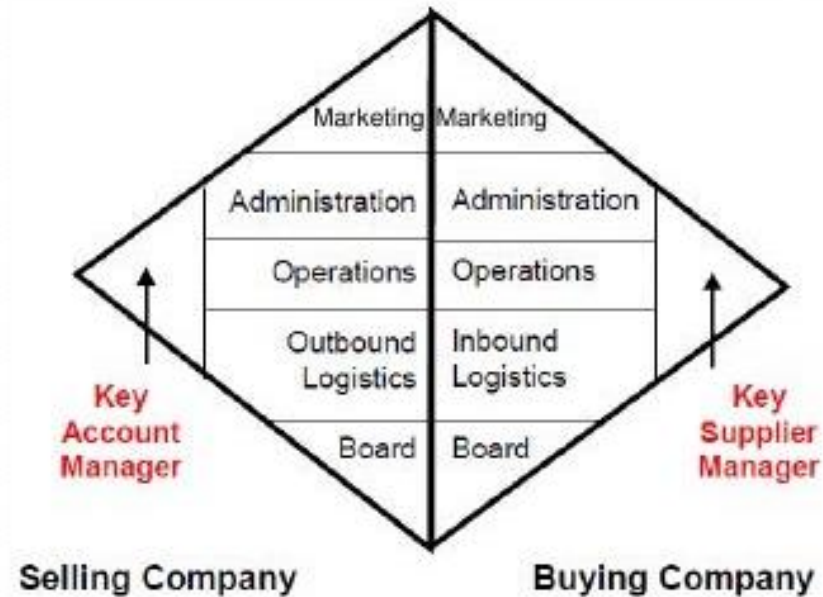 Marketing Marketing
Administration Administration
Operations Operations
Outbound Inbound
Logistics Logistics
Key
Account
Manager
Key
Supplier
Manager
Board Board
Selling Company Buying Company